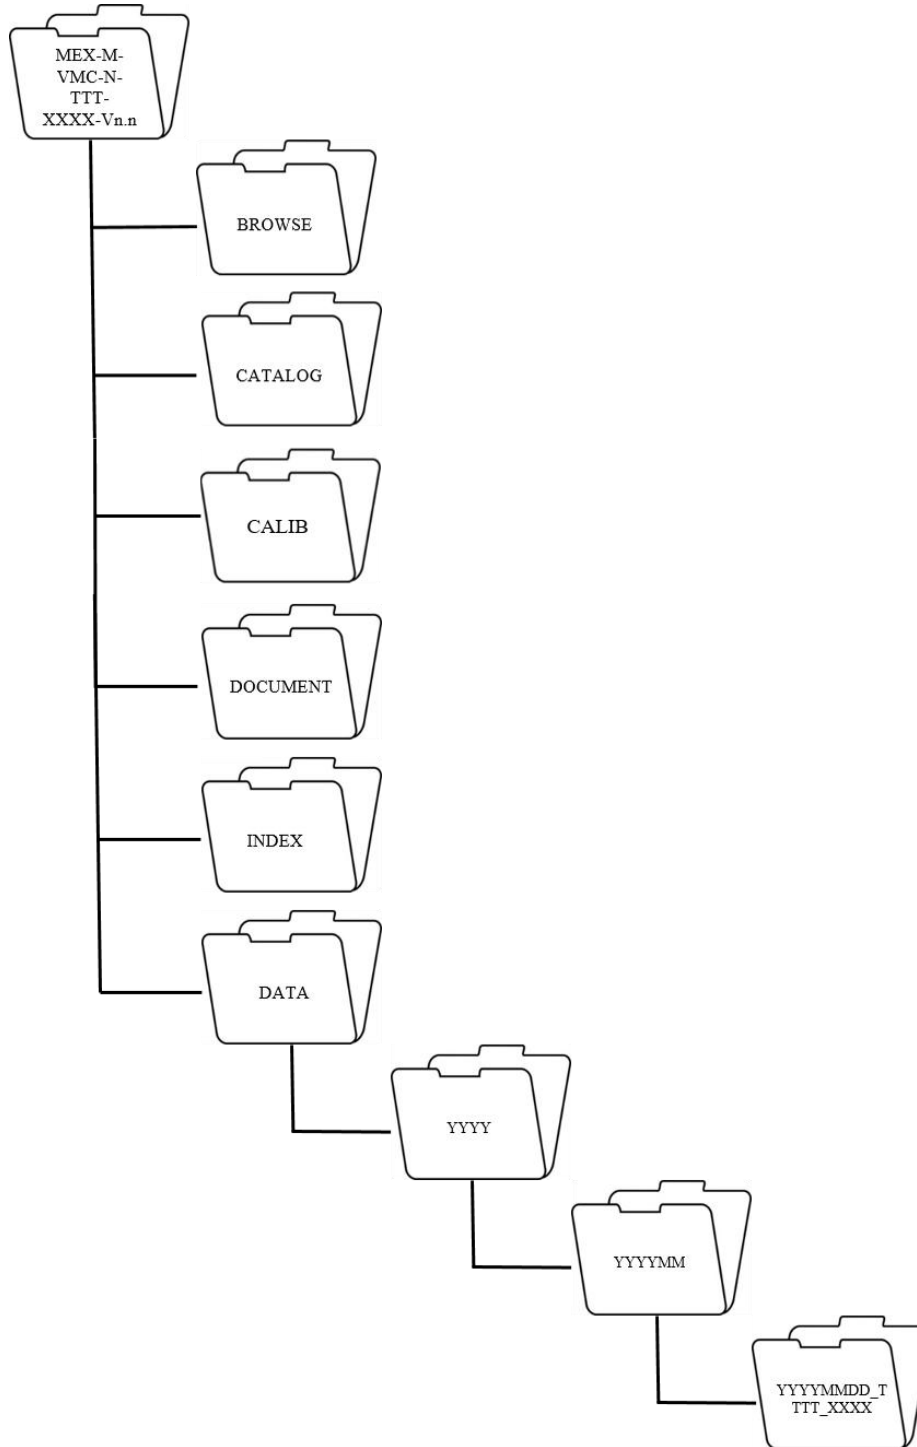 MEX-M-
VMC-N-
TTT-
XXXX-Vn.n
BROWSE
CATALOG
CALIB
DOCUMENT
INDEX
DATA
YYYY
YYYYMM
YYYYMMDD_T
TTT_XXXX